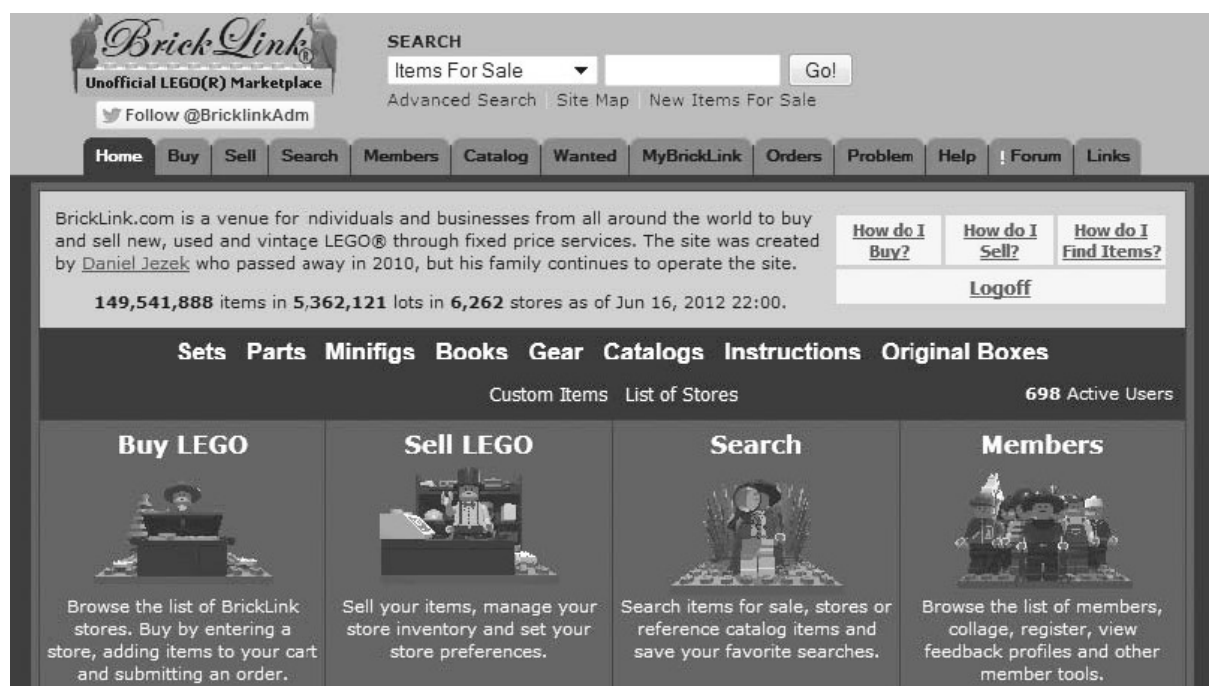 BrickLink®
Unofficial LEGO(R) Marketplace
Follow @BricklinkAdm
SEARCH
Items For Sale Go!
Advanced Search Site Map New Items For Sale
Home Buy Sell Search Members Catalog Wanted MyBrickLink Orders Problem Help ! Forum Links
BrickLink.com is a venue for ndividuals and businesses from all around the world to buy
and sell new, used and vintage LEGO® through fixed price services. The site was created
by Daniel Jezek who passed away in 2010, but his family continues to operate the site.
149,541,888 items in 5,362,121 lots in 6,262 stores as of Jun 16, 2012 22:00.
How do I
Buy?
How do I
Sell?
How do I
Find Items?
Logoff
Sets Parts Minifigs Books Gear Catalogs Instructions Original Boxes
Custom Items List of Stores
698 Active Users
Buy LEGO
Browse the list of BrickLink
stores. Buy by entering a
store, adding items to your cart
and submitting an order.
Sell LEGO
Sell your items, manage your
store inventory and set your
store preferences.
Search
Search items for sale, stores or
reference catalog items and
save your favorite searches.
Members
Browse the list of members,
collage, register, view
feedback profiles and other
member tools.